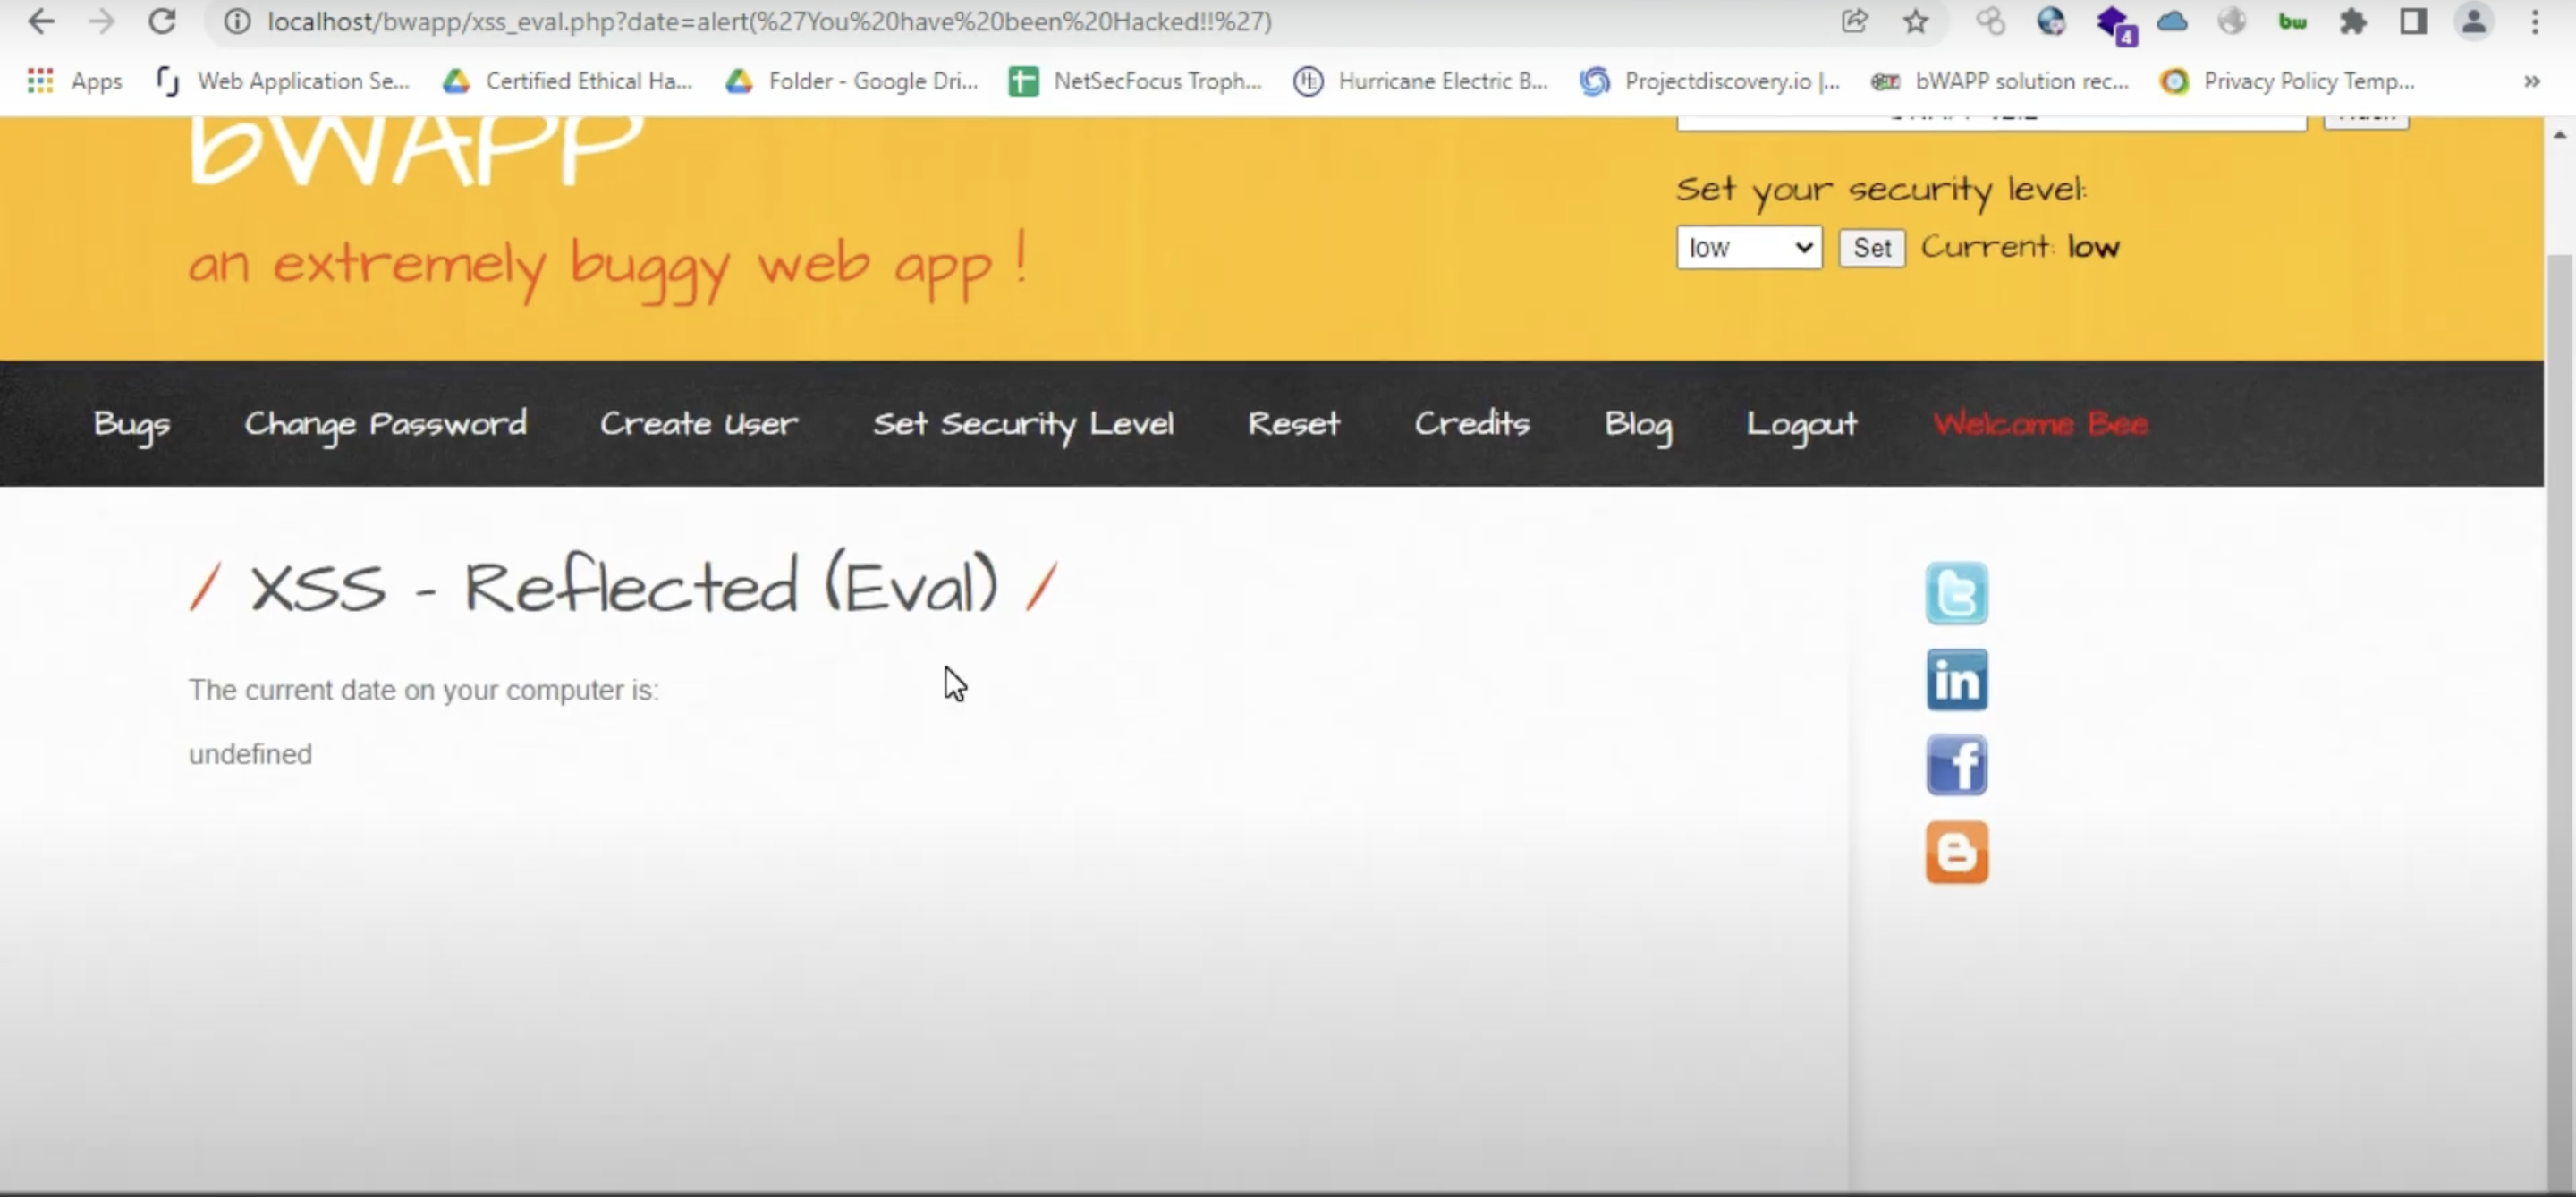 localhost/bwapp/xss_eval.php?date=alert(%27You%20have%20been%20Hacked!!%27)
4
bw
Apps
Web Application Se...
Certified Ethical Ha...
Folder - Google Dri...
NetSecFocus Troph...
Hurricane Electric B...
Projectdiscovery.io |...
bWAPP solution rec...
Privacy Policy Temp...
»
bWAPP
an extremely buggy web app !
Set your security level:
low
Set
Current: low
Bugs
Change Password
Create User
Set Security Level
Reset
Credits
Blog
Logout
Welcome Bee
/ XSS - Reflected (Eval) /
The current date on your computer is:
undefined